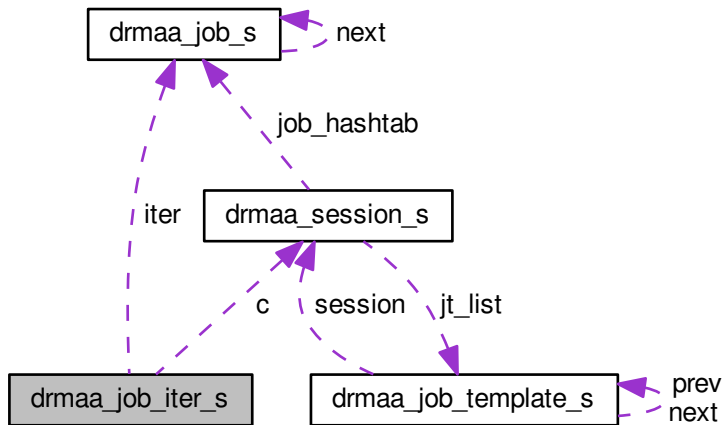 drmaa_job_s
next
job_hashtab
iter
drmaa_session_s
c
session
jt_list
drmaa_job_iter_s
drmaa_job_template_s
prev
next